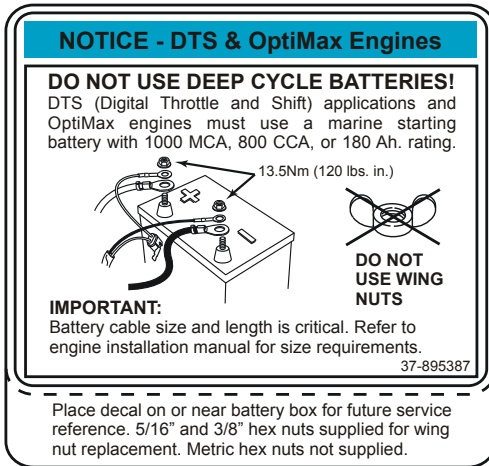 NOTICE - DTS & OptiMax Engines
DO NOT USE DEEP CYCLE BATTERIES!
DTS (Digital Throttle and Shift) applications and
OptiMax engines must use a marine starting
battery with 1000 MCA, 800 CCA, or 180 Ah. rating.
13.5Nm (120 lbs. in.)
DO NOT
USE WING
NUTS
IMPORTANT:
Battery cable size and length is critical. Refer to
engine installation manual for size requirements.
37-895387
Place decal on or near battery box for future service
reference. 5/16” and 3/8” hex nuts supplied for wing
nut replacement. Metric hex nuts not supplied.